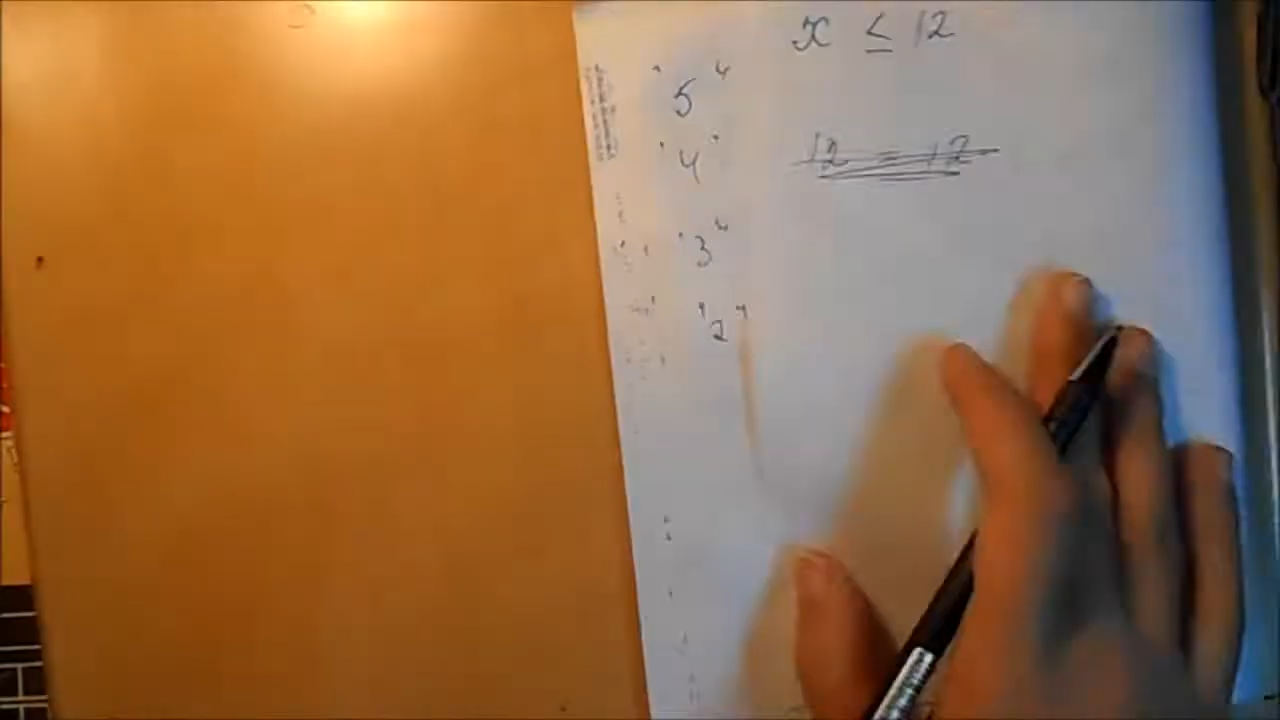 x ≤ 12
"5"
"4"
12 = 12
"3"
"2"